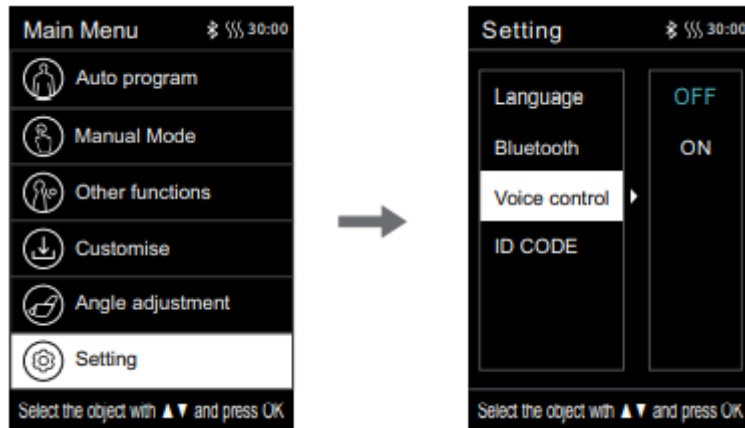 Main Menu 30:00
Auto program
Manual Mode
Other functions
Customise
Angle adjustment
Setting
Select the object with ▲▼ and press OK
Setting 30:00
Language
Bluetooth
Voice control
ID CODE
OFF
ON
Select the object with ▲▼ and press OK